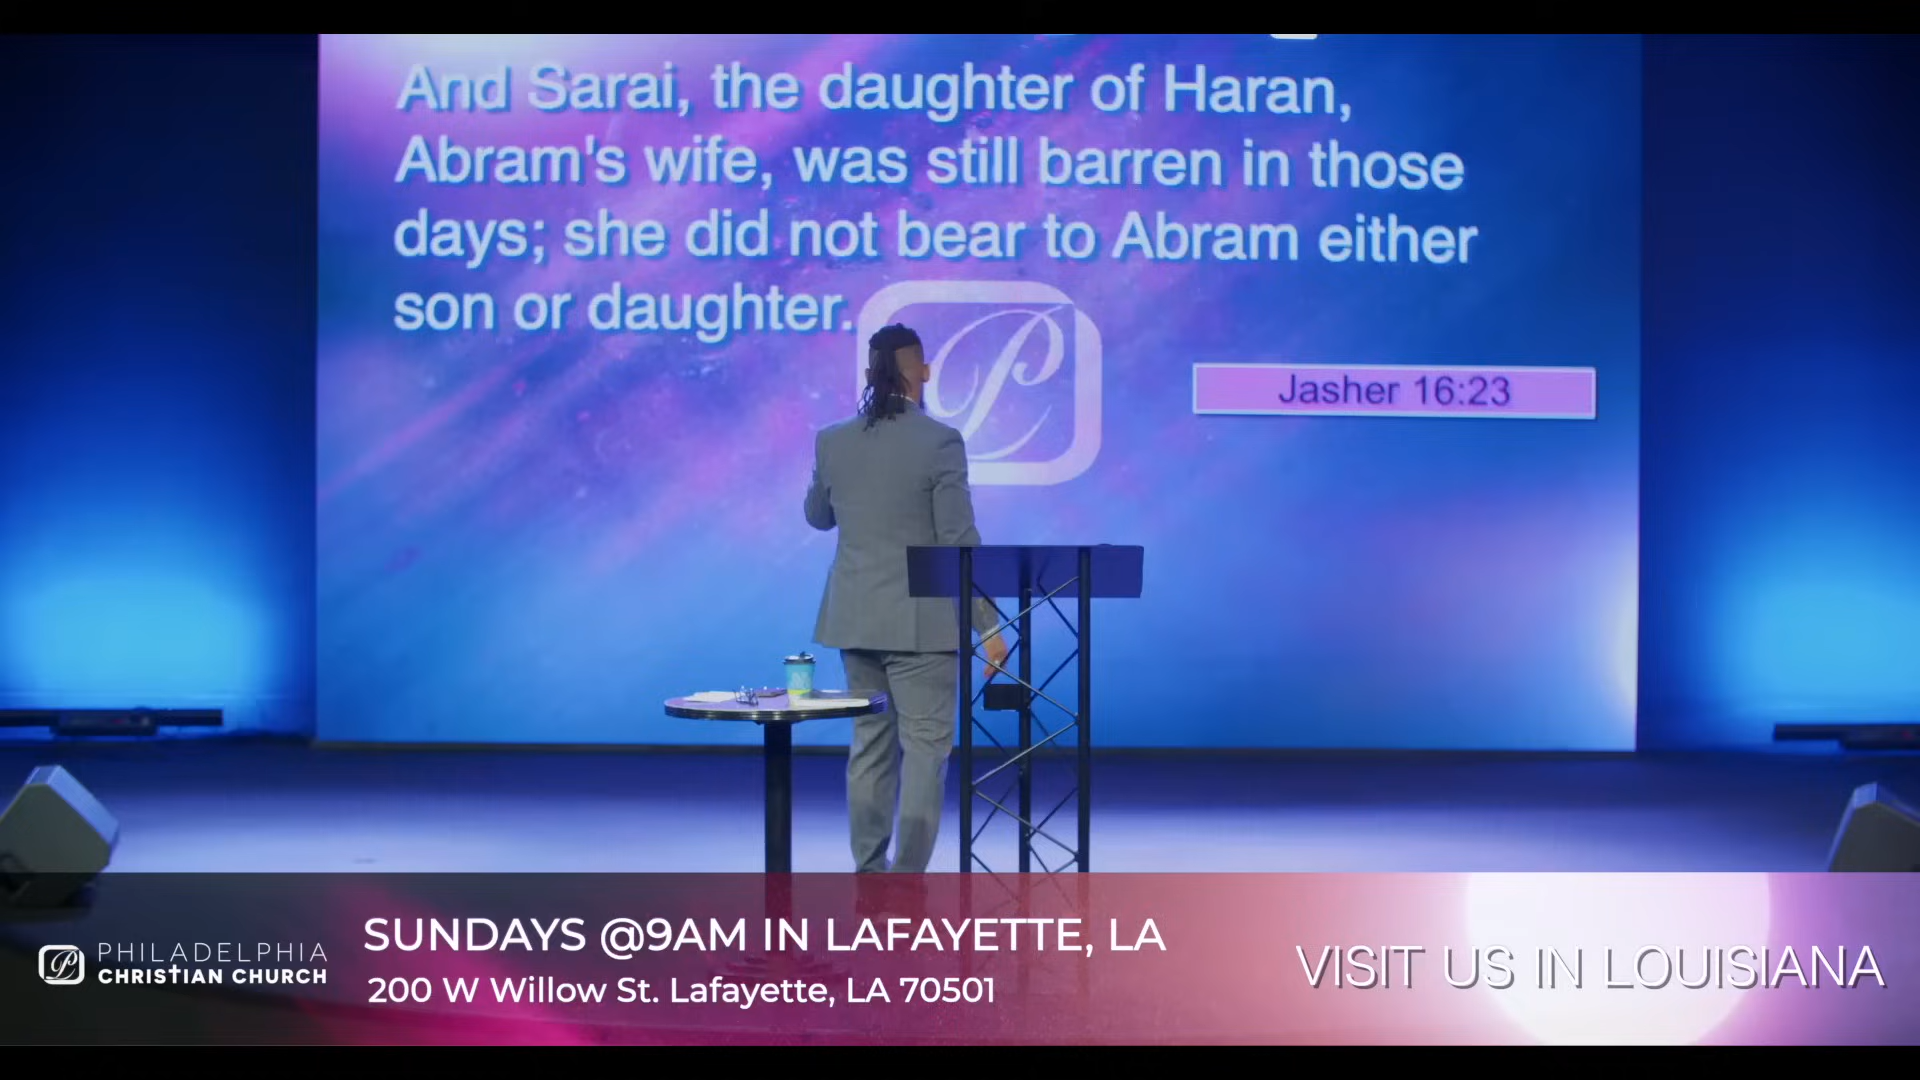 And Sarai, the daughter of Haran,
Abram's wife, was still barren in those
days; she did not bear to Abram either
son or daughter.
P
Jasher 16:23
P
PHILADELPHIA
CHRISTIAN CHURCH
SUNDAYS @9AM IN LAFAYETTE, LA
200 W Willow St. Lafayette, LA 70501
VISIT US IN LOUISIANA